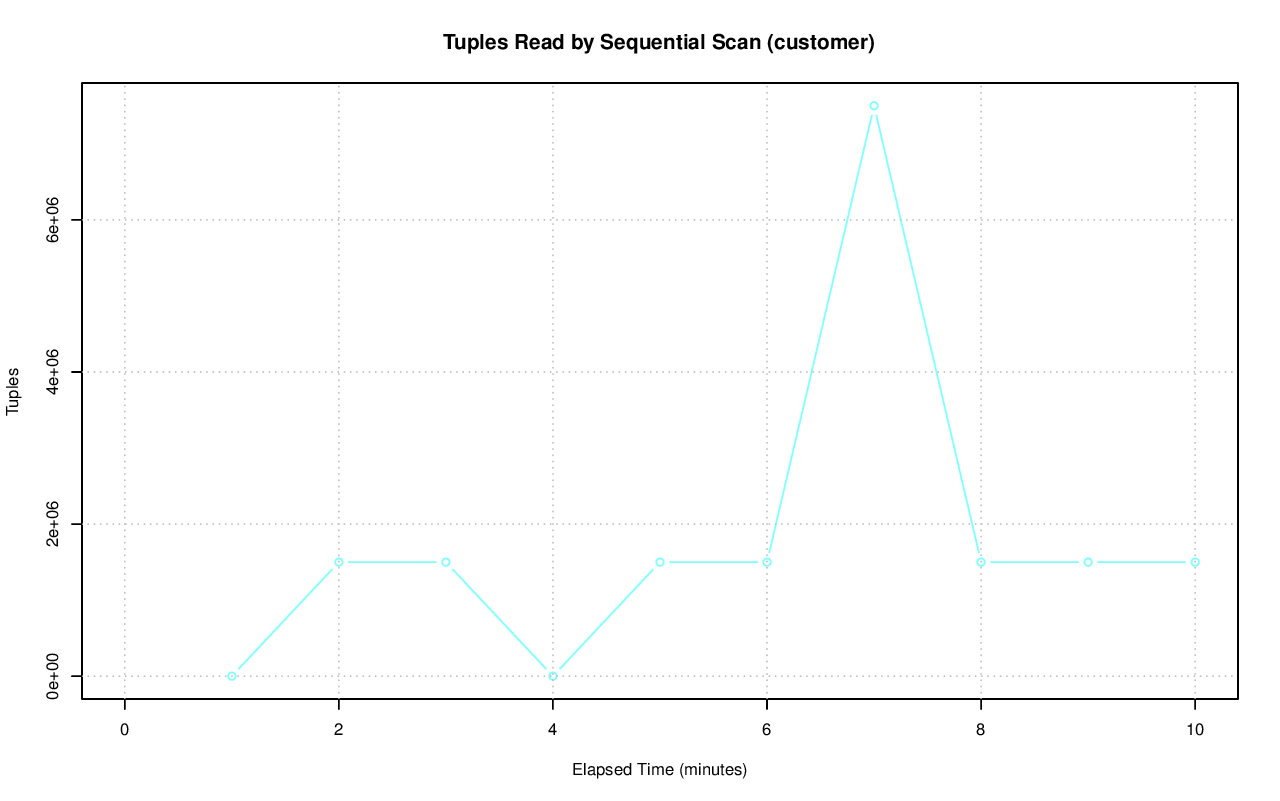 Tuples Read by Sequential Scan (customer)
6e+06
4e+06
2e+06
0e+00
Tuples
0 2 4 6 8 10
Elapsed Time (minutes)